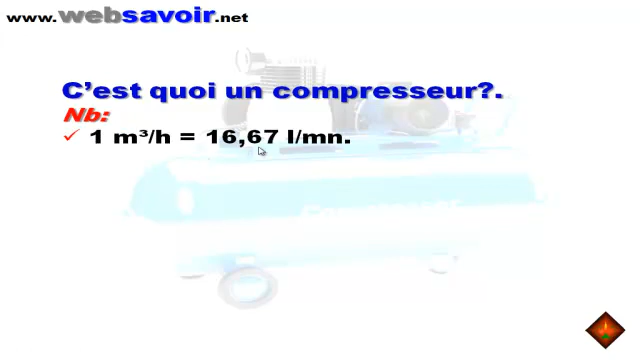 www.websavoir.net
C'est quoi un compresseur?.
Nb:
✓ 1 m³/h = 16,67 l/mn.